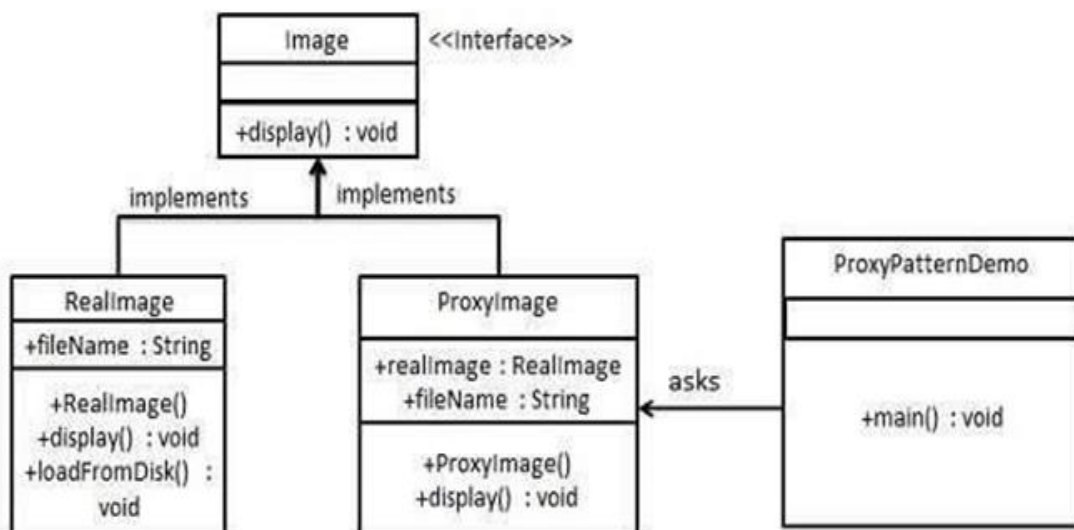 Image
<<Interface>>
+display() : void
implements
implements
RealImage
+fileName : String
+RealImage()
+display() : void
+loadFromDisk() :
void
ProxyImage
+realImage : RealImage
+fileName : String
+ProxyImage()
+display() : void
asks
ProxyPatternDemo
+main() : void